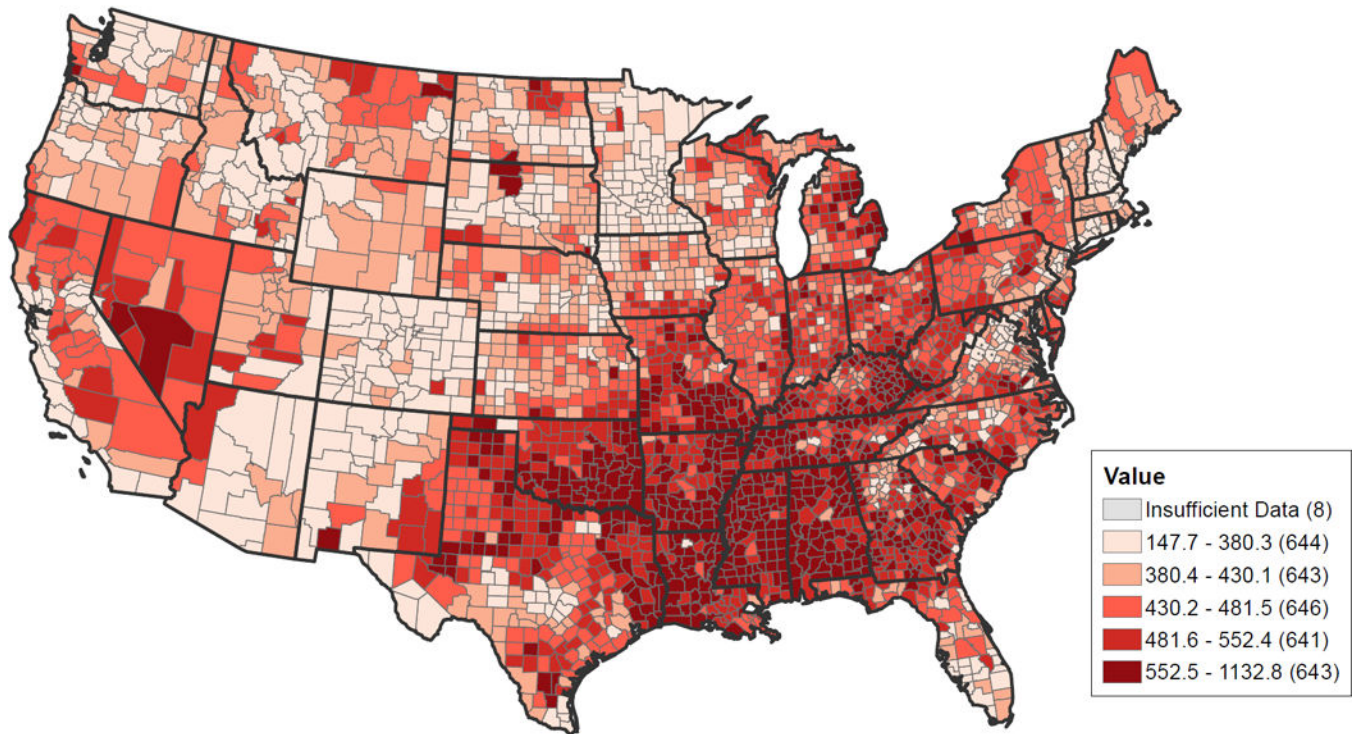 Value
Insufficient Data (8)
147.7 - 380.3 (644)
380.4 - 430.1 (643)
430.2 - 481.5 (646)
481.6 - 552.4 (641)
552.5 - 1132.8 (643)